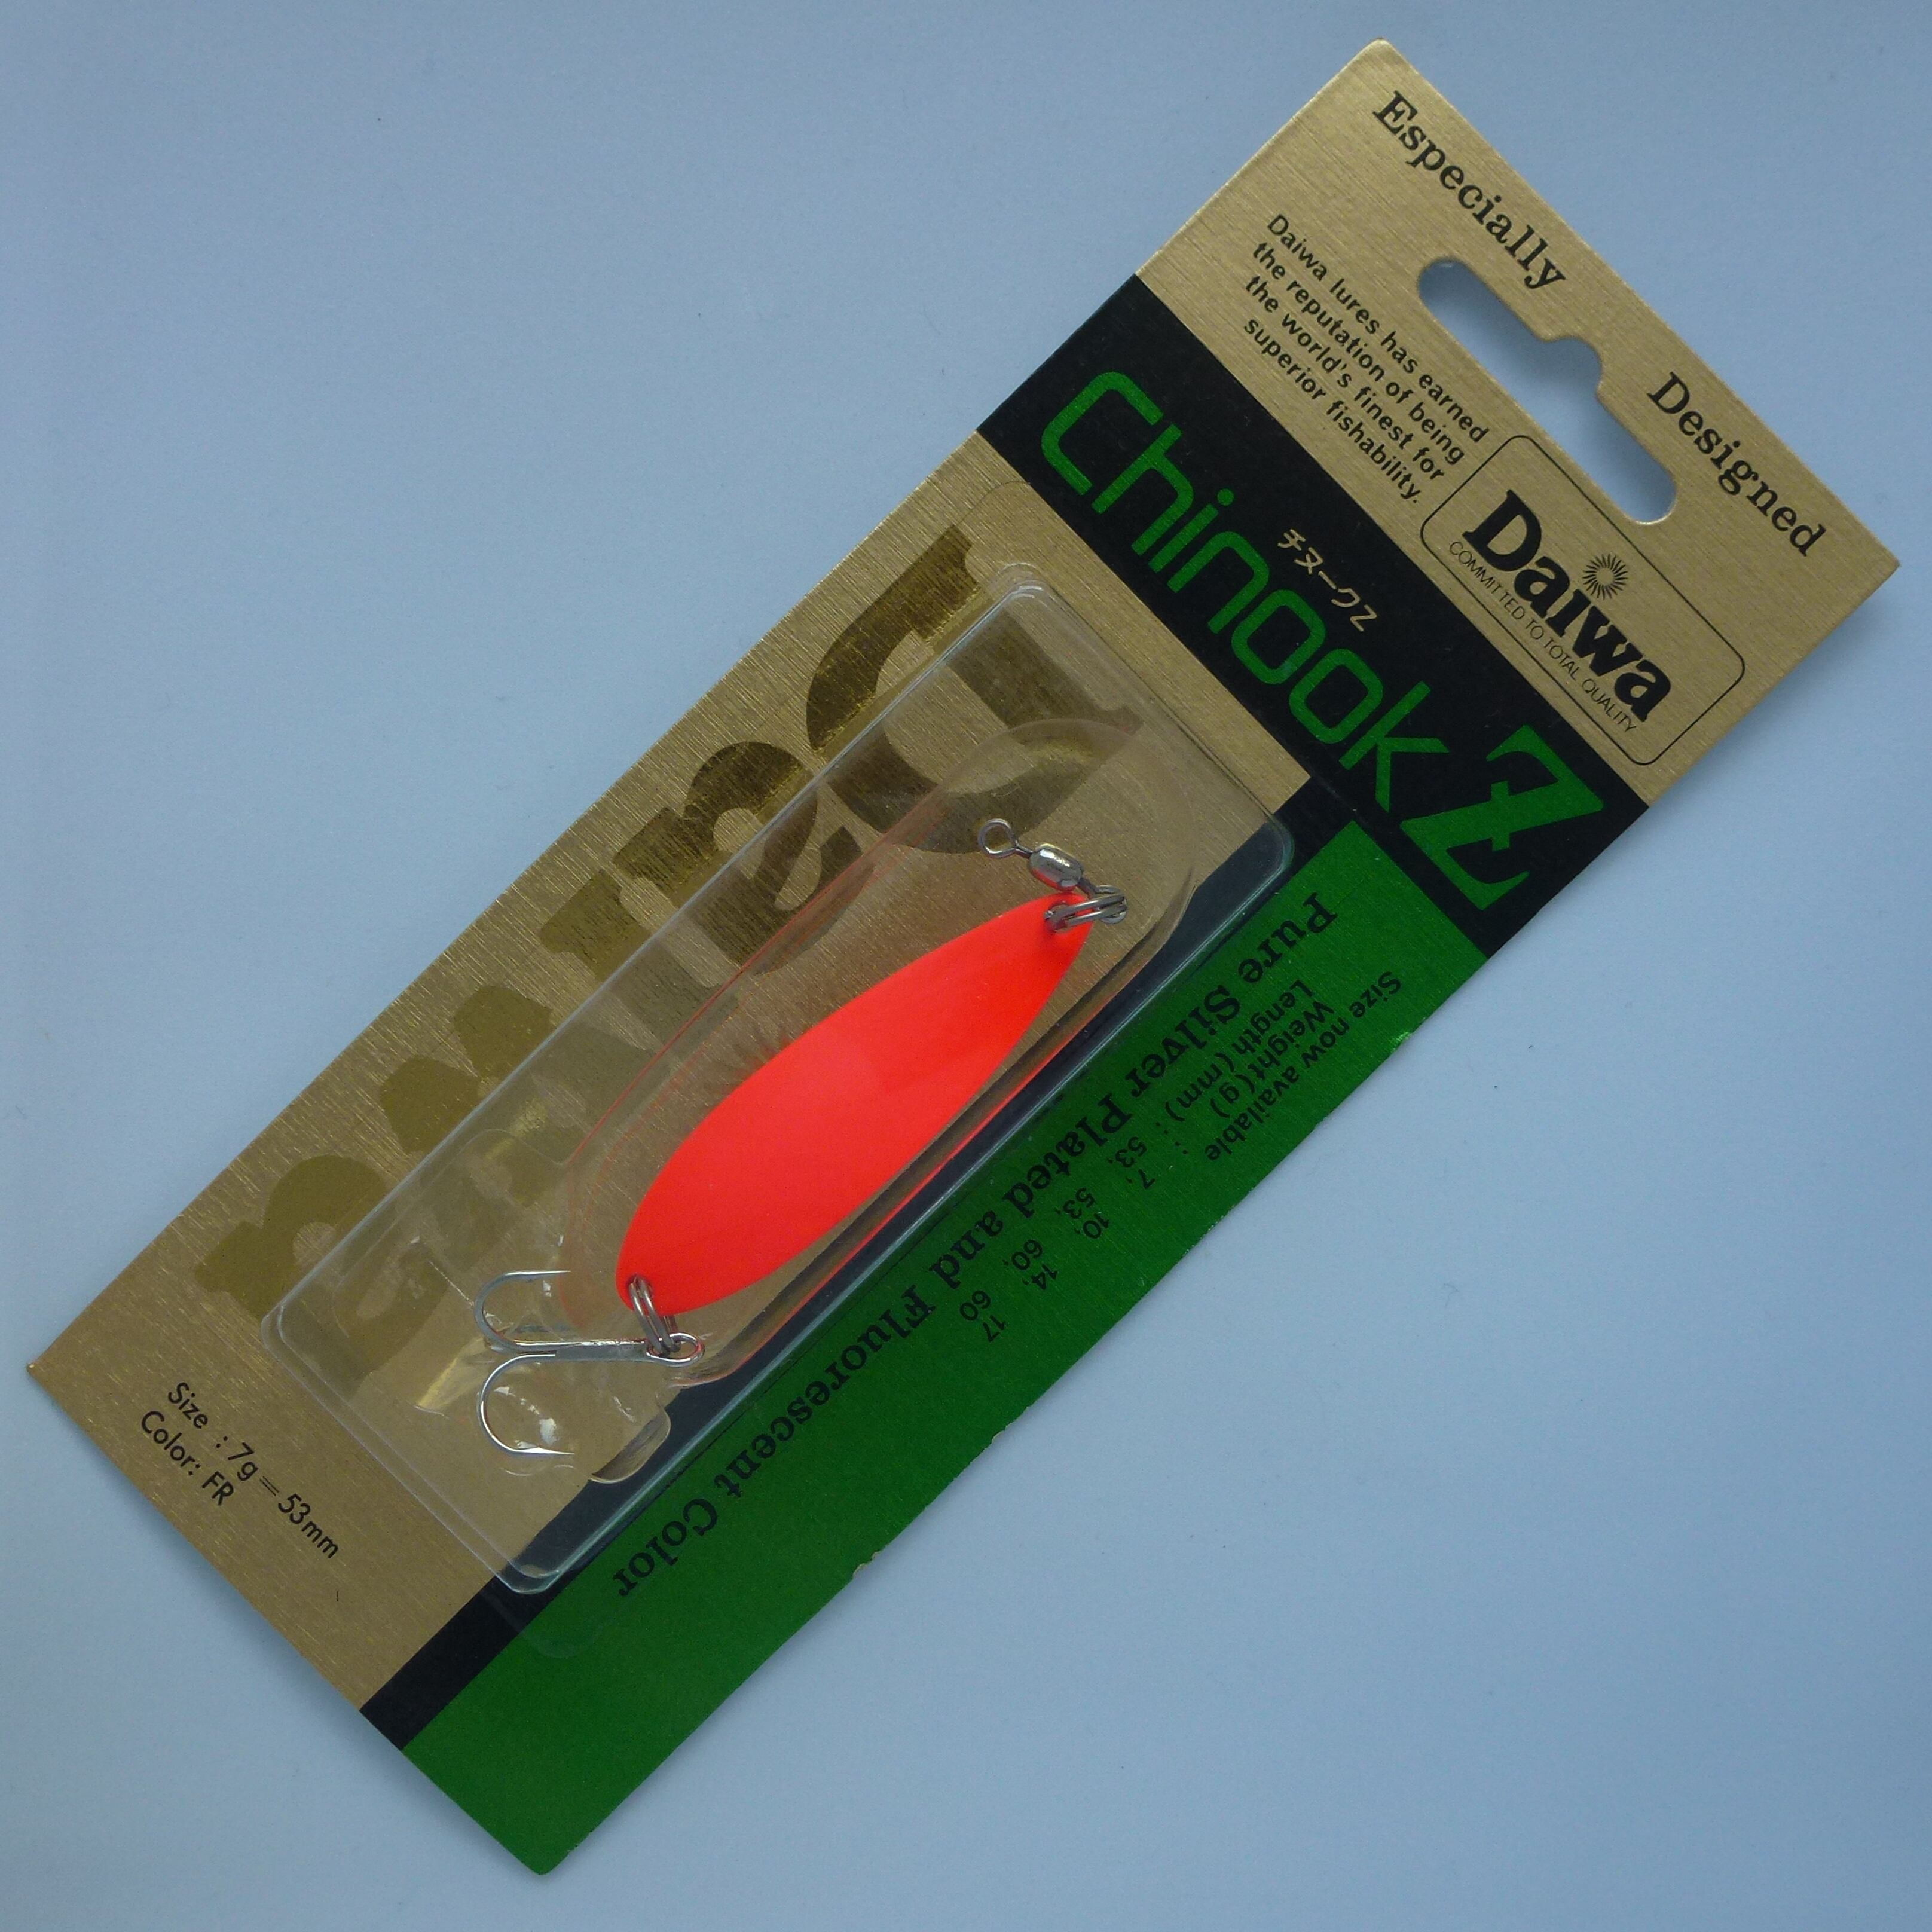 Especially Designed
Daiwa lures has earned
the reputation of being
the world's finest for
superior fishability.
Daiwa
COMMITTED TO TOTAL QUALITY
チヌークZ
Chinook Z
Size now available
Weight(g) : 7, 10, 14, 17
Length(mm) : 53, 53, 60, 60
Pure Silver Plated and Fluorescent Color
Size : 7g = 53mm
Color: FR